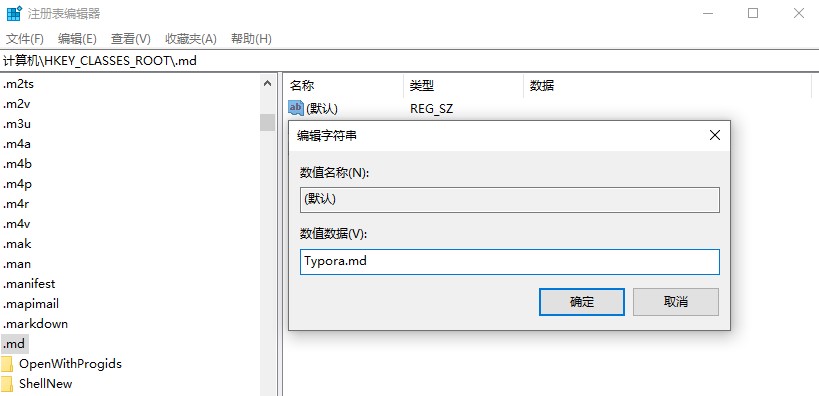 注册表编辑器
文件(F) 编辑(E) 查看(V) 收藏夹(A) 帮助(H)
计算机\HKEY_CLASSES_ROOT\.md
.m2ts
.m2v
.m3u
.m4a
.m4b
.m4p
.m4r
.m4v
.mak
.man
.manifest
.mapimail
.markdown
.md
OpenWithProgids
ShellNew
名称 类型 数据
ab (默认) REG_SZ
编辑字符串
数值名称(N):
(默认)
数值数据(V):
Typora.md
确定 取消